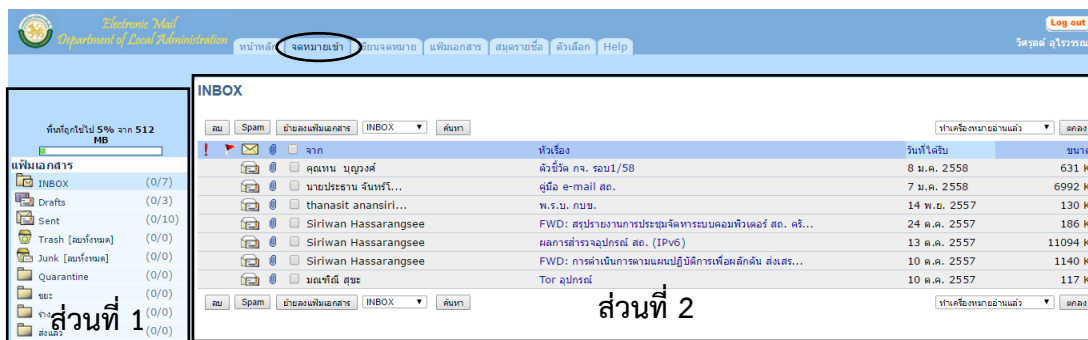 Electronic Mail
Department of Local Administration
Log out
หน้าหลัก จดหมายเข้า เขียนจดหมาย แฟ้มเอกสาร สมุดรายชื่อ ตัวเลือก Help
วิศรุตต์ อุไรวรรณ
INBOX
พื้นที่ถูกใช้ไป 5% จาก 512
MB
ลบ Spam ย้ายลงแฟ้มเอกสาร INBOX ค้นหา ทำเครื่องหมายอ่านแล้ว ตกลง
จาก หัวเรื่อง วันที่ได้รับ ขนาด
แฟ้มเอกสาร
INBOX (0/7)
Drafts (0/3)
Sent (0/10)
Trash [ลบทั้งหมด] (0/0)
Junk [ลบทั้งหมด] (0/0)
Quarantine (0/0)
ขยะ (0/0)
ร่าง (0/0)
ส่งแล้ว (0/0)
ส่วนที่ 1
คุณทน บุญวงศ์ ตัวชี้วัด กจ. รอบ1/58 8 ม.ค. 2558 631 K
นายประธาน จันทร์โ... คู่มือ e-mail สถ. 7 ม.ค. 2558 6992 K
thanasit anansiri... พ.ร.บ. กบข. 14 พ.ย. 2557 130 K
Siriwan Hassarangsee FWD: สรุปรายงานการประชุมจัดหาระบบคอมพิวเตอร์ สถ. ครั้... 24 ต.ค. 2557 186 K
Siriwan Hassarangsee ผลการสำรวจอุปกรณ์ สถ. (IPv6) 13 ต.ค. 2557 11094 K
Siriwan Hassarangsee FWD: การดำเนินการตามแผนปฏิบัติการเพื่อผลักดัน ส่งเสร... 10 ต.ค. 2557 1140 K
มณฑิณี สุขะ Tor อุปกรณ์ 10 ต.ค. 2557 117 K
ลบ Spam ย้ายลงแฟ้มเอกสาร INBOX ค้นหา ทำเครื่องหมายอ่านแล้ว ตกลง
ส่วนที่ 2